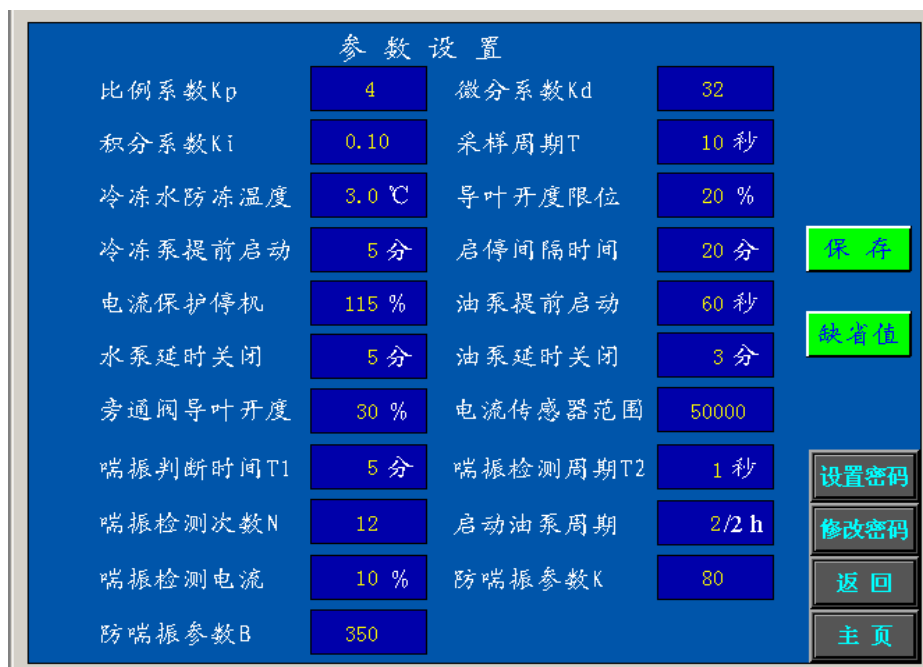 参 数 设 置
比例系数Kp 4 微分系数Kd 32
积分系数Ki 0.10 采样周期T 10 秒
冷冻水防冻温度 3.0 ℃ 导叶开度限位 20 %
冷冻泵提前启动 5 分 启停间隔时间 20 分
保 存
电流保护停机 115 % 油泵提前启动 60 秒
缺省值
水泵延时关闭 5 分 油泵延时关闭 3 分
旁通阀导叶开度 30 % 电流传感器范围 50000
喘振判断时间T1 5 分 喘振检测周期T2 1 秒
设置密码
喘振检测次数N 12 启动油泵周期 2/2 h
修改密码
喘振检测电流 10 % 防喘振参数K 80
返 回
防喘振参数B 350
主 页